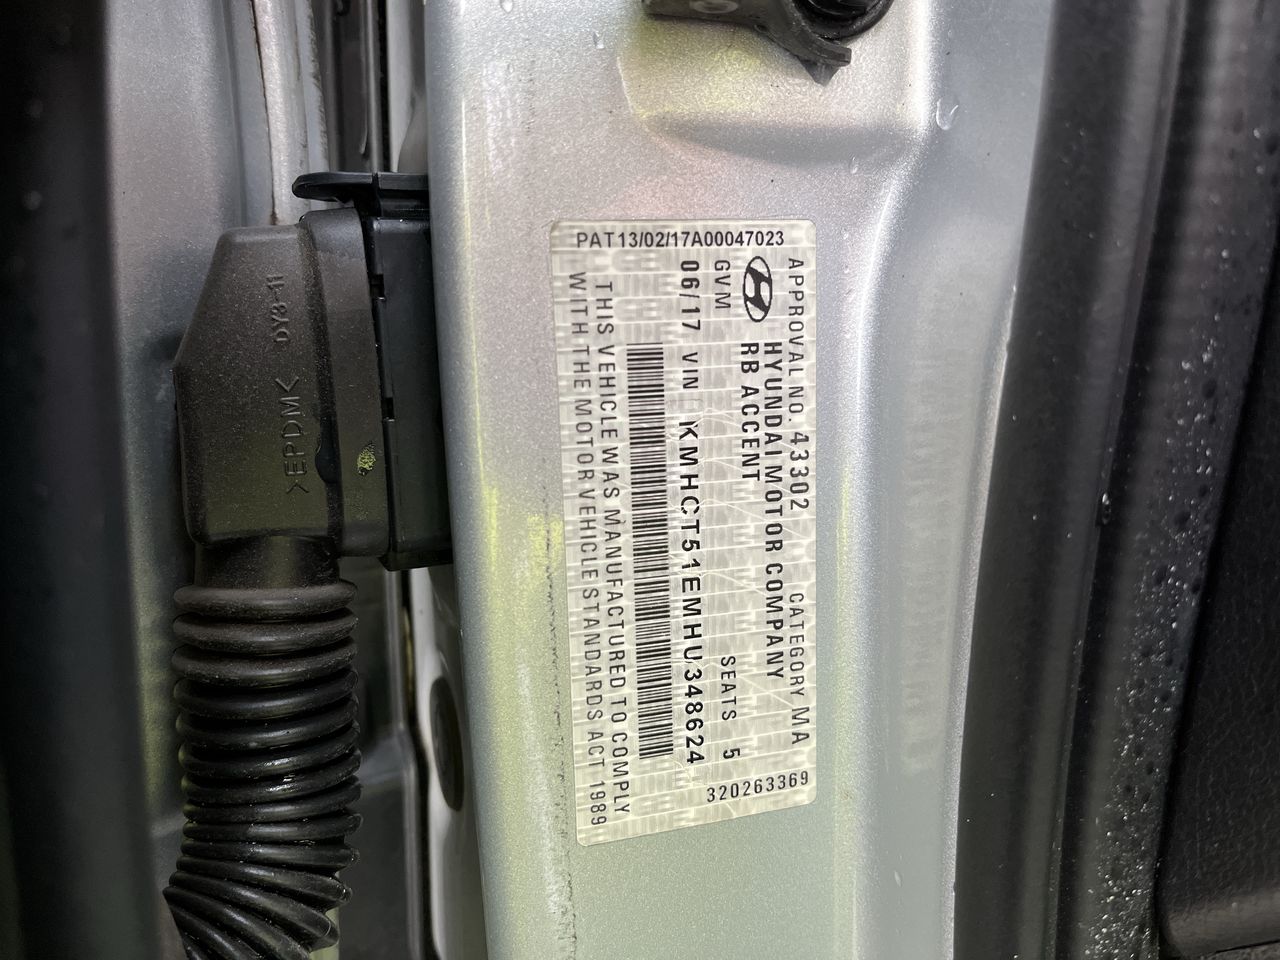 PAT13/02/17A00047023
APPROVAL NO. 43302 CATEGORY MA
HYUNDAI MOTOR COMPANY
RB ACCENT
GVM SEATS 5
06/17 VIN KMHCT51EMHU348624
THIS VEHICLE WAS MANUFACTURED TO COMPLY
WITH THE MOTOR VEHICLE STANDARDS ACT 1989
320263369
>EPDM<
DY3-11